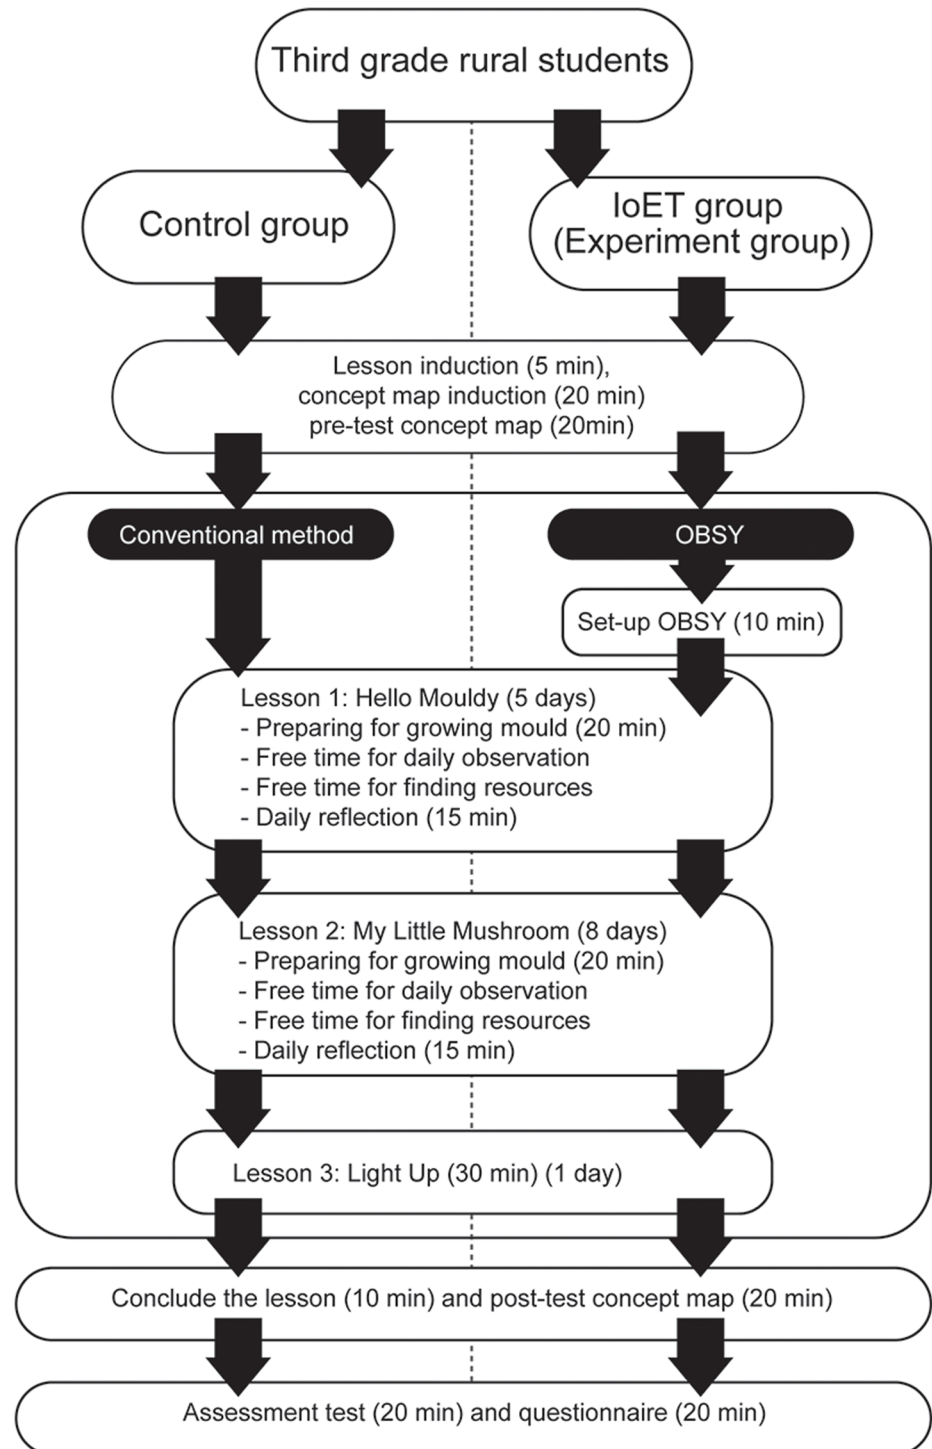 Third grade rural students
Control group
IoET group
(Experiment group)
Lesson induction (5 min),
concept map induction (20 min)
pre-test concept map (20min)
Conventional method
OBSY
Set-up OBSY (10 min)
Lesson 1: Hello Mouldy (5 days)
- Preparing for growing mould (20 min)
- Free time for daily observation
- Free time for finding resources
- Daily reflection (15 min)
Lesson 2: My Little Mushroom (8 days)
- Preparing for growing mould (20 min)
- Free time for daily observation
- Free time for finding resources
- Daily reflection (15 min)
Lesson 3: Light Up (30 min) (1 day)
Conclude the lesson (10 min) and post-test concept map (20 min)
Assessment test (20 min) and questionnaire (20 min)